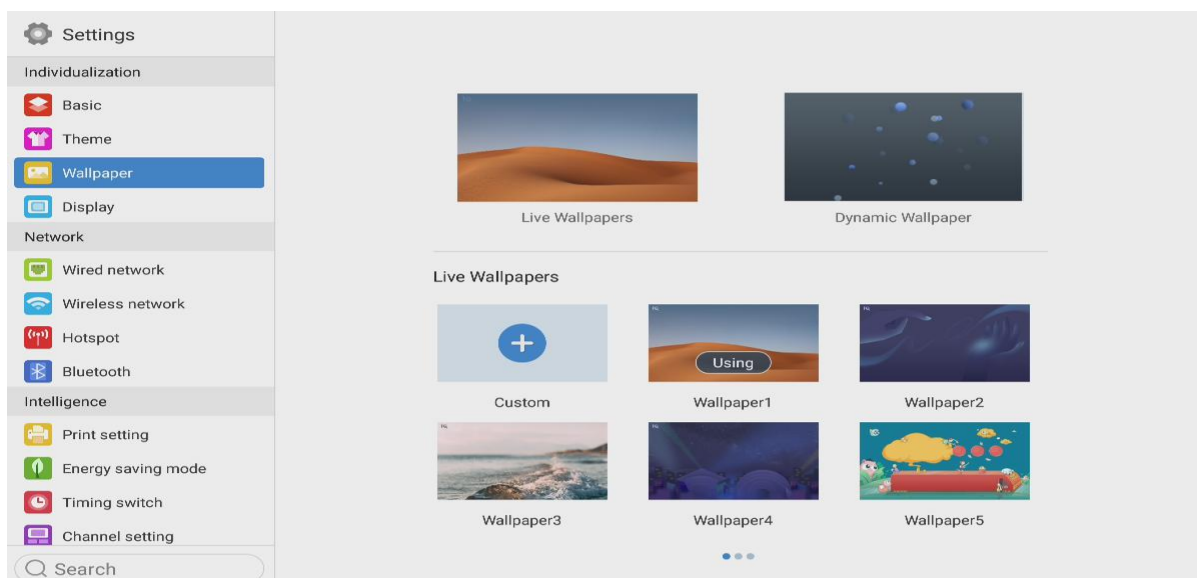 Settings
Individualization
Basic
Theme
Wallpaper
Display
Network
Wired network
Wireless network
Hotspot
Bluetooth
Intelligence
Print setting
Energy saving mode
Timing switch
Channel setting
Search
Live Wallpapers
Dynamic Wallpaper
Live Wallpapers
Custom
Using
Wallpaper1
Wallpaper2
Wallpaper3
Wallpaper4
Wallpaper5